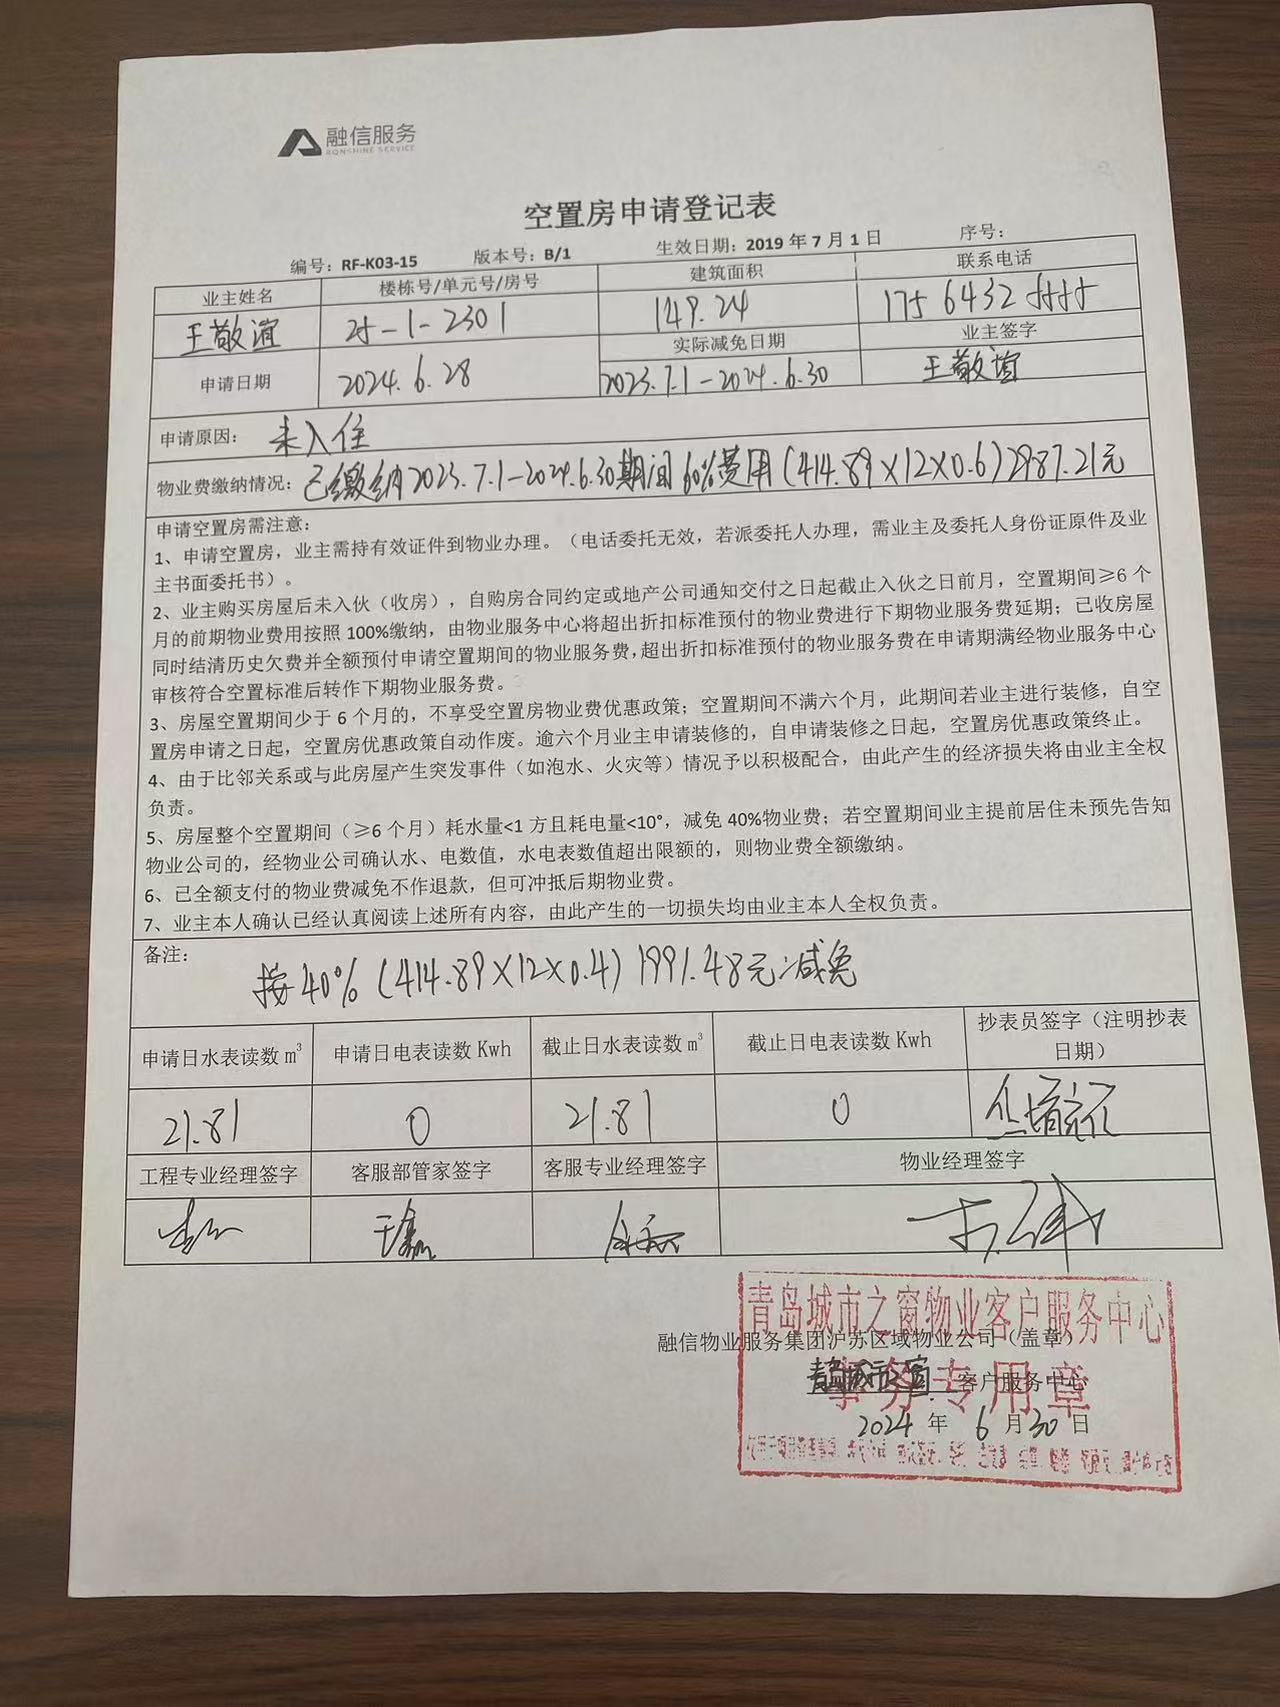 融信服务
RONSHINE SERVICE
空置房申请登记表
编号：RF-K03-15 版本号：B/1 生效日期：2019 年 7 月 1 日 序号：
业主姓名 楼栋号/单元号/房号 建筑面积 联系电话
王敬谊 25-1-2301 149.24 175 6432
实际减免日期 业主签字
申请日期 2024.6.28 2023.7.1-2024.6.30 王敬谊
申请原因： 未入住
物业费缴纳情况：已缴纳2023.7.1-2024.6.30期间60%费用(414.89×12×0.6)2987.21元
申请空置房需注意：
1、申请空置房，业主需持有效证件到物业办理。（电话委托无效，若派委托人办理，需业主及委托人身份证原件及业
主书面委托书）。
2、业主购买房屋后未入伙（收房），自购房合同约定或地产公司通知交付之日起截止入伙之日前月，空置期间≥6 个
月的前期物业费用按照 100%缴纳，由物业服务中心将超出折扣标准预付的物业费进行下期物业服务费延期；已收房屋
同时结清历史欠费并全额预付申请空置期间的物业服务费，超出折扣标准预付的物业服务费在申请期满经物业服务中心
审核符合空置标准后转作下期物业服务费。
3、房屋空置期间少于 6 个月的，不享受空置房物业费优惠政策；空置期间不满六个月，此期间若业主进行装修，自空
置房申请之日起，空置房优惠政策自动作废。逾六个月业主申请装修的，自申请装修之日起，空置房优惠政策终止。
4、由于比邻关系或与此房屋产生突发事件（如泡水、火灾等）情况予以积极配合，由此产生的经济损失将由业主全权
负责。
5、房屋整个空置期间（≥6 个月）耗水量<1 方且耗电量<10°，减免 40%物业费；若空置期间业主提前居住未预先告知
物业公司的，经物业公司确认水、电数值，水电表数值超出限额的，则物业费全额缴纳。
6、已全额支付的物业费减免不作退款，但可冲抵后期物业费。
7、业主本人确认已经认真阅读上述所有内容，由此产生的一切损失均由业主本人全权负责。
备注：
按40%(414.89×12×0.4)1991.48元减免
申请日水表读数 m³ 申请日电表读数 Kwh 截止日水表读数 m³ 截止日电表读数 Kwh 抄表员签字（注明抄表
日期）
21.81 0 21.81 0
工程专业经理签字 客服部管家签字 客服专业经理签字 物业经理签字
青岛城市之窗物业客户服务中心
融信物业服务集团沪苏区域物业公司（盖章）
事务专用章
青岛城市之窗 客户服务中心
2024 年 6 月 30 日